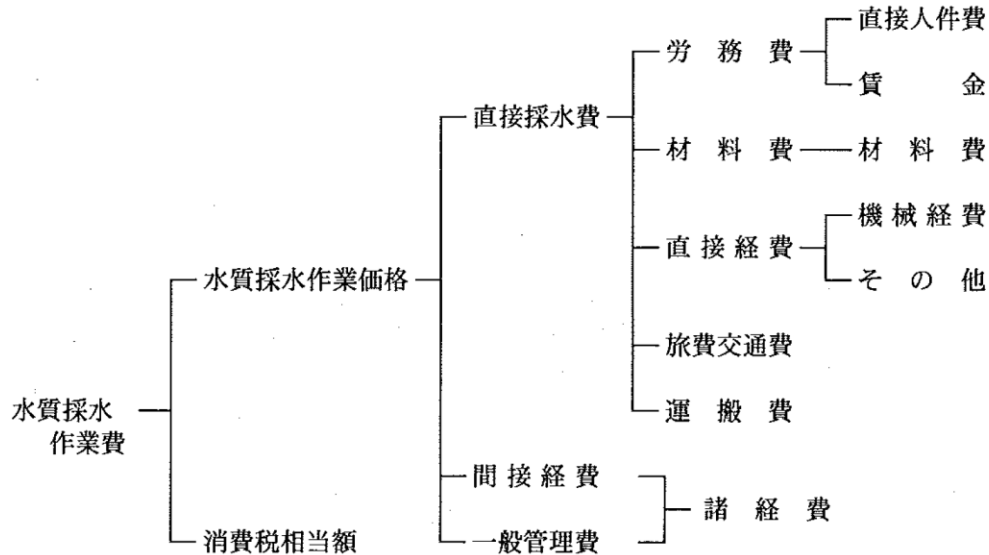 直接人件費
労務費
賃金
直接採水費
材料費
材料費
機械経費
直接経費
水質採水作業価格
その他
旅費交通費
水質採水
作業費
運搬費
間接経費
諸経費
消費税相当額
一般管理費